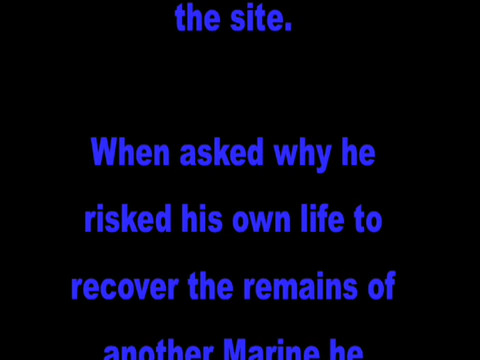 the site.
When asked why he
risked his own life to
recover the remains of
another Marine he